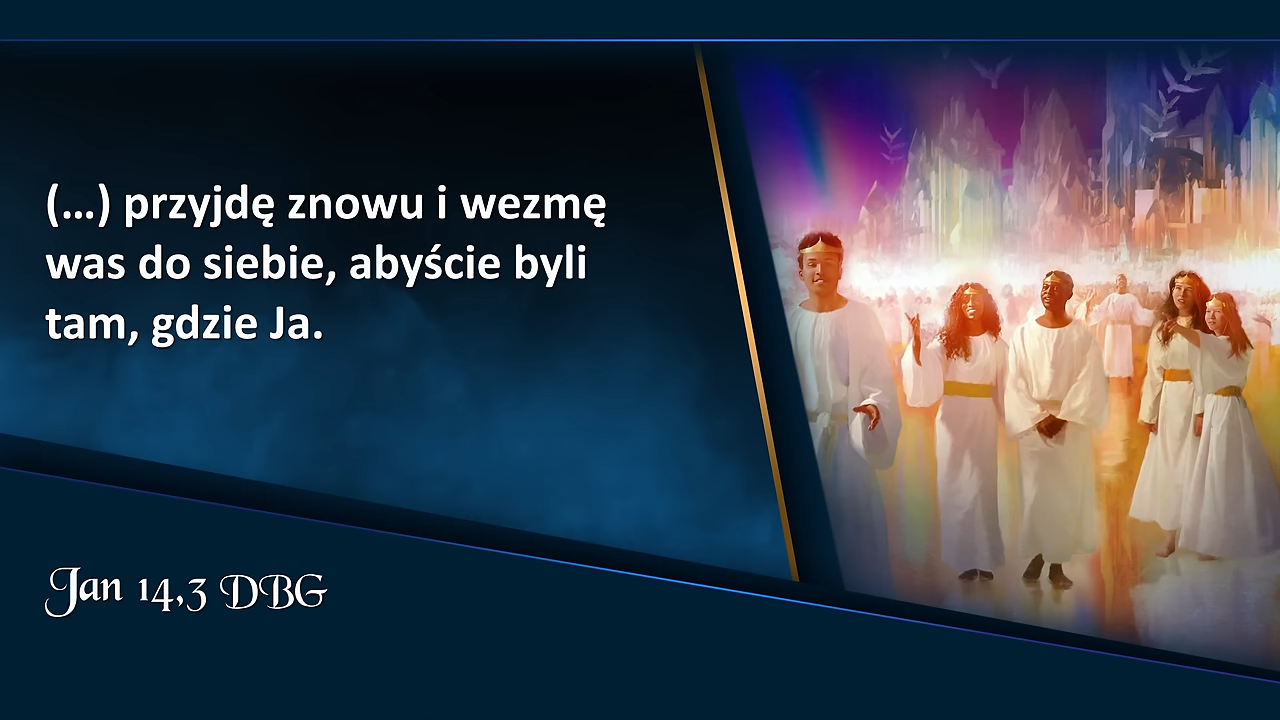 (…) przyjdę znowu i wezmę
was do siebie, abyście byli
tam, gdzie Ja.
Jan 14,3 DBG